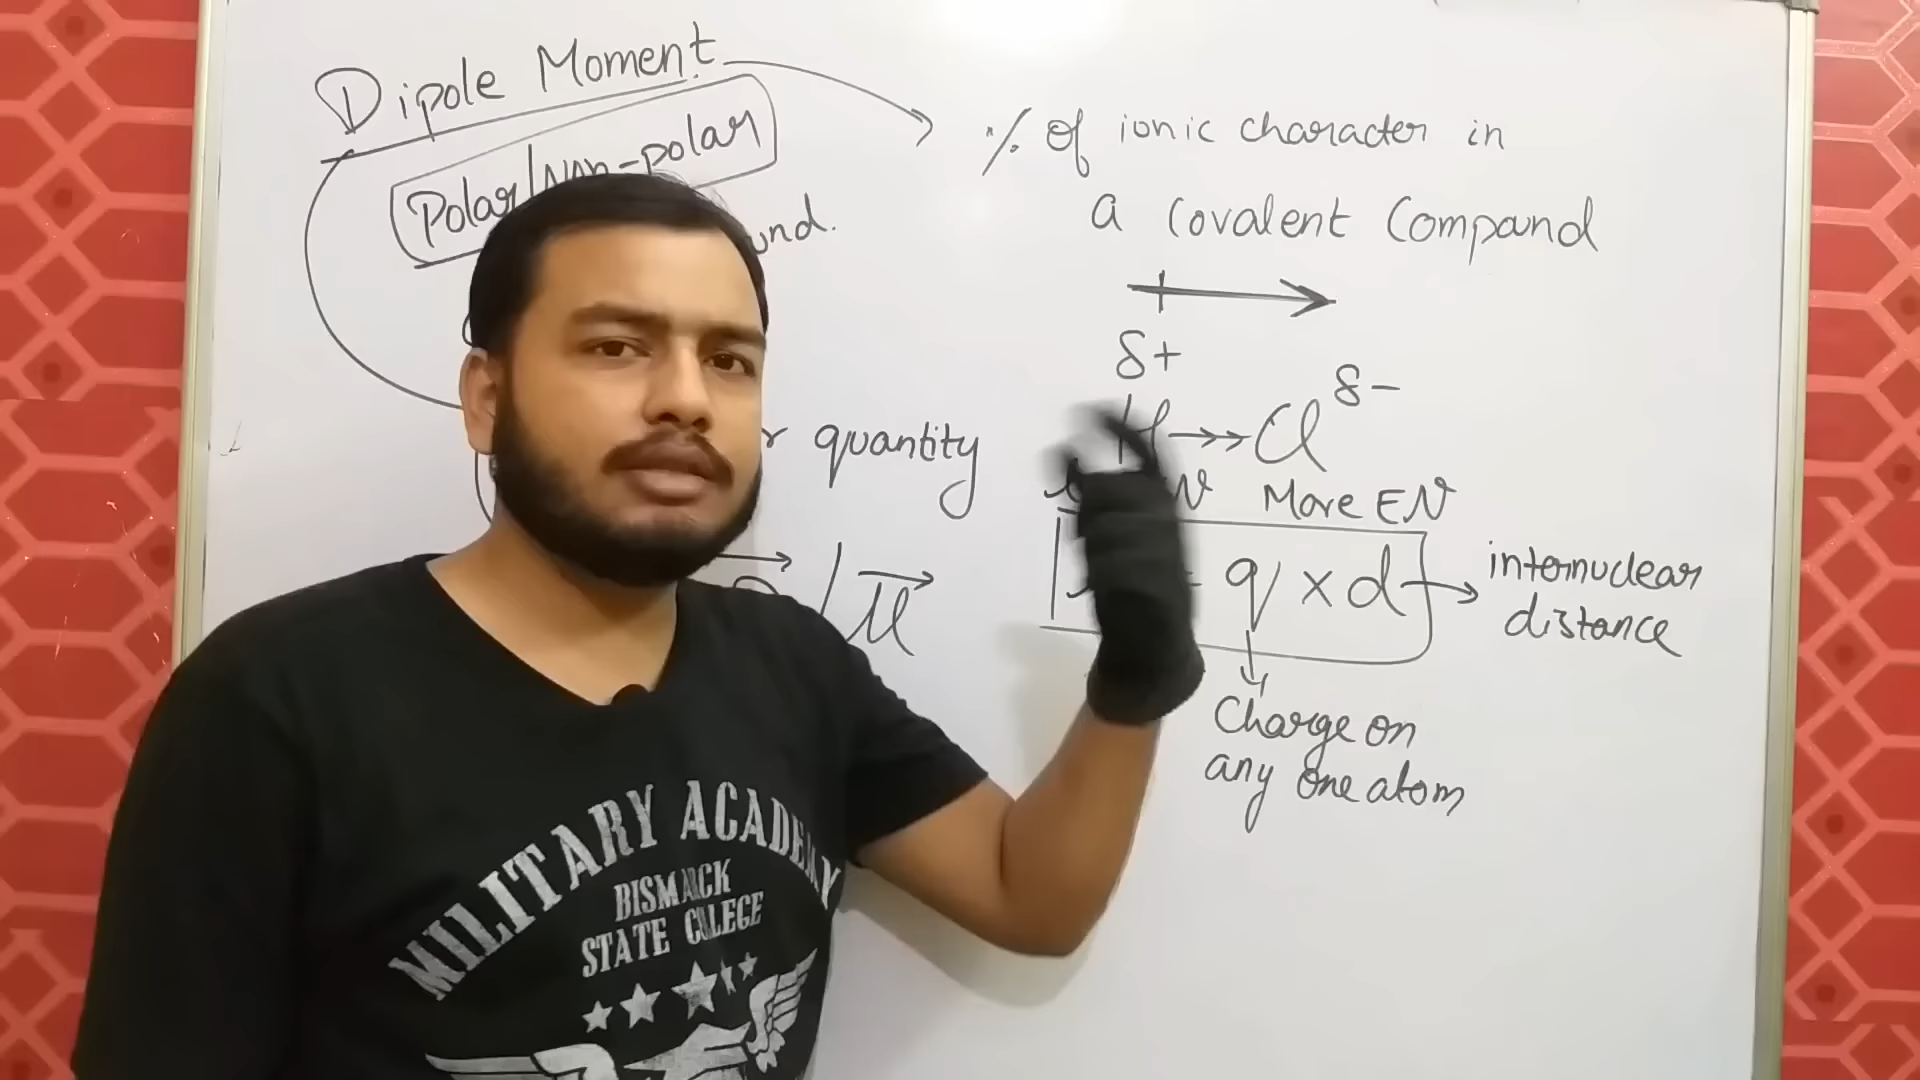 Dipole Moment
Polar/non-polar
% of ionic character in
a Covalent Compound
δ+
δ-
H →→ Cl
More EN
quantity
q × d → internuclear
distance
μ
Charge on
any one atom
MILITARY ACADEMY
BISMARCK
STATE COLLEGE